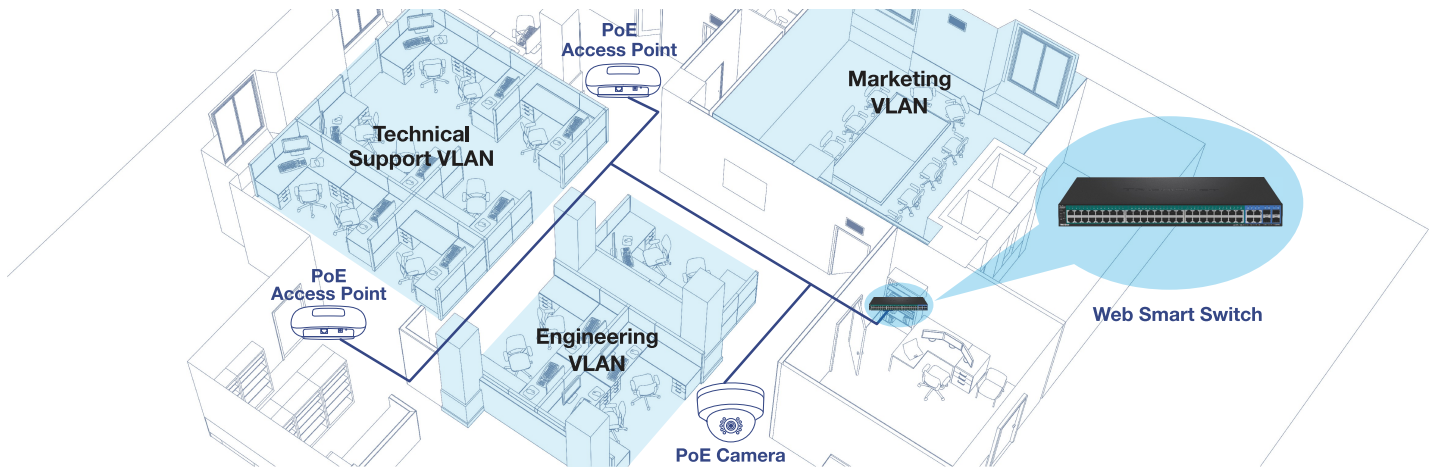 PoE
Access Point
Marketing
VLAN
Technical
Support VLAN
PoE
Access Point
Engineering
VLAN
Web Smart Switch
PoE Camera